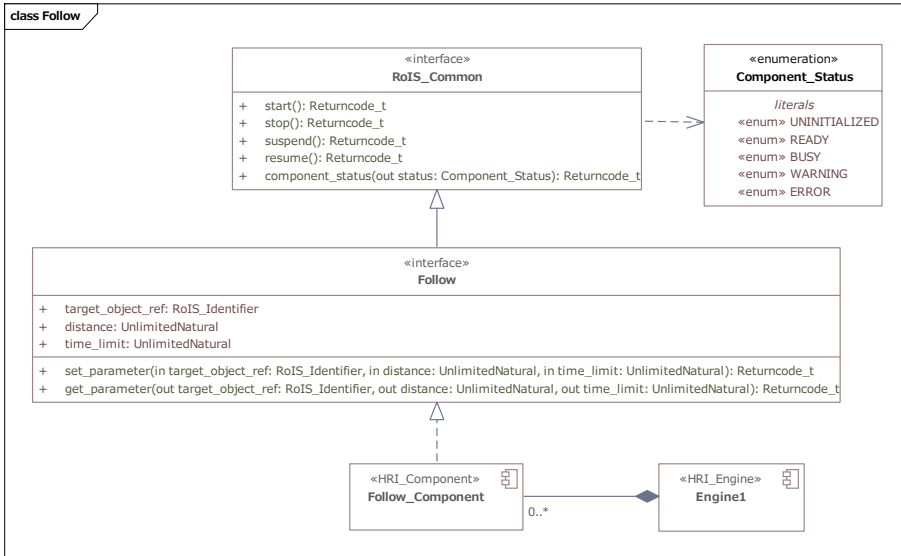 class Follow
«interface»
RoIS_Common
+ start(): Returncode_t
+ stop(): Returncode_t
+ suspend(): Returncode_t
+ resume(): Returncode_t
+ component_status(out status: Component_Status): Returncode_t
«enumeration»
Component_Status
literals
«enum» UNINITIALIZED
«enum» READY
«enum» BUSY
«enum» WARNING
«enum» ERROR
«interface»
Follow
+ target_object_ref: RoIS_Identifier
+ distance: UnlimitedNatural
+ time_limit: UnlimitedNatural
+ set_parameter(in target_object_ref: RoIS_Identifier, in distance: UnlimitedNatural, in time_limit: UnlimitedNatural): Returncode_t
+ get_parameter(out target_object_ref: RoIS_Identifier, out distance: UnlimitedNatural, out time_limit: UnlimitedNatural): Returncode_t
«HRI_Component»
Follow_Component
0..*
«HRI_Engine»
Engine1